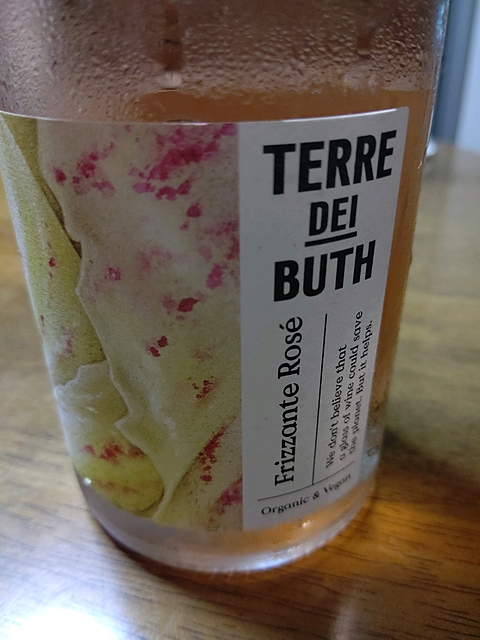 TERRE
DEI
BUTH
Frizzante Rosé
We don't believe that
a glass of wine could save
the planet. But it helps.
Organic & Vegan